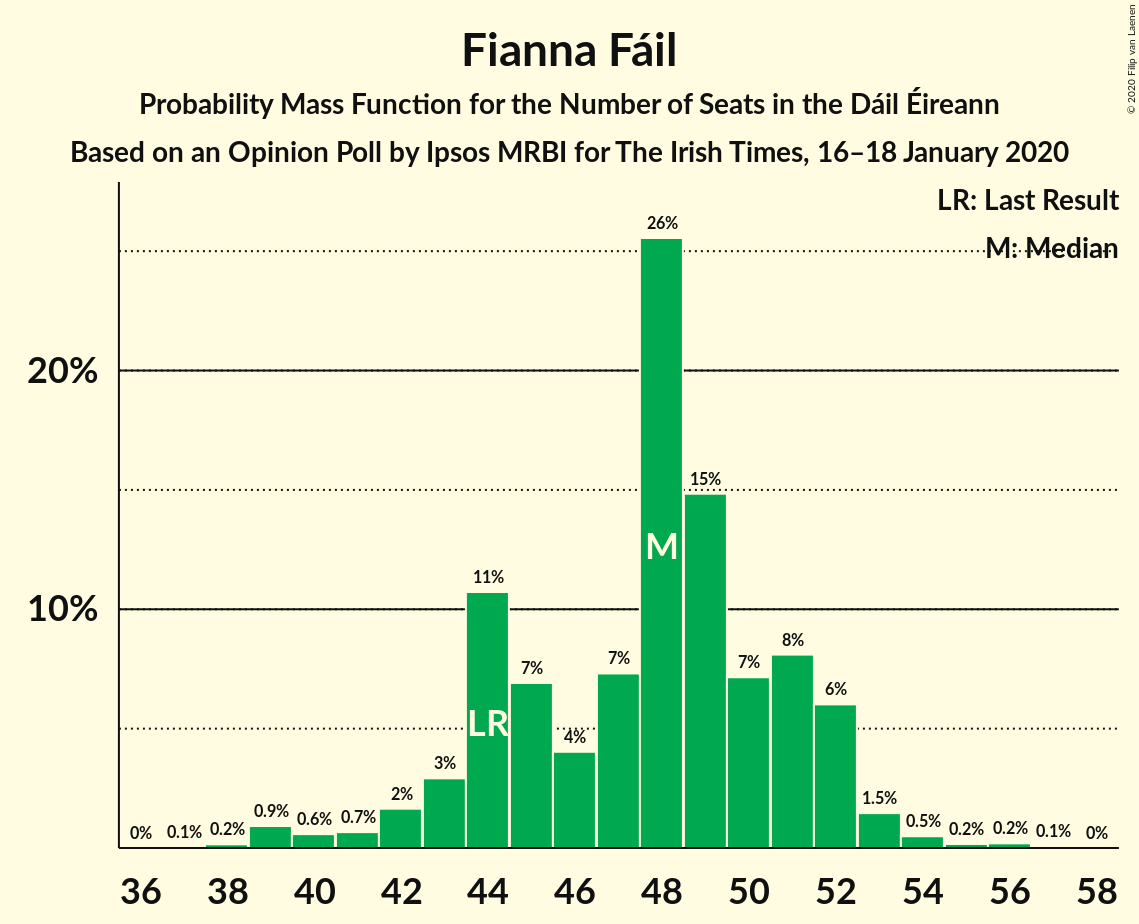 Fianna Fáil
Probability Mass Function for the Number of Seats in the Dáil Éireann
Based on an Opinion Poll by Ipsos MRBI for The Irish Times, 16–18 January 2020
© 2020 Filip van Laenen
LR: Last Result
M: Median
20%
10%
0%
0.1%
0.2%
0.9%
0.6%
0.7%
2%
3%
11%
7%
4%
7%
26%
15%
7%
8%
6%
1.5%
0.5%
0.2%
0.2%
0.1%
0%
LR
M
36 38 40 42 44 46 48 50 52 54 56 58